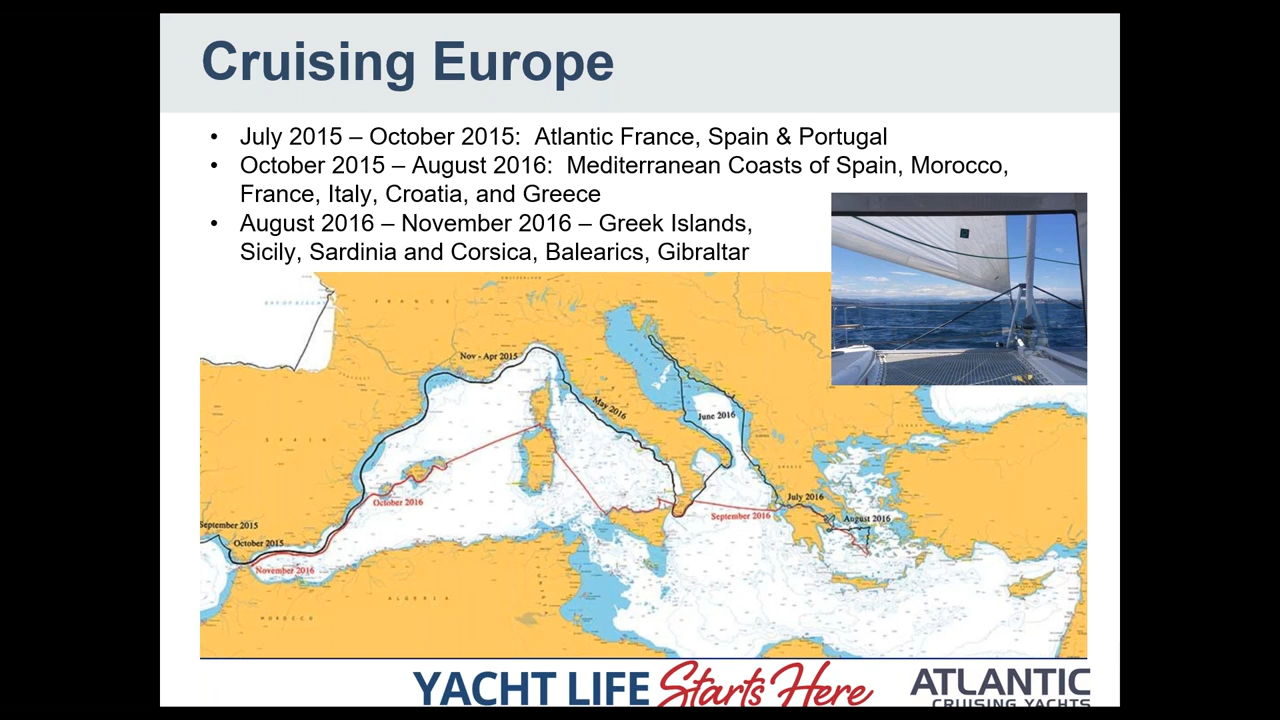 Cruising Europe
• July 2015 – October 2015:  Atlantic France, Spain & Portugal
• October 2015 – August 2016:  Mediterranean Coasts of Spain, Morocco,
France, Italy, Croatia, and Greece
• August 2016 – November 2016 – Greek Islands,
Sicily, Sardinia and Corsica, Balearics, Gibraltar
FRANCE
Nov - Apr 2015
May 2016
June 2016
SPAIN
October 2016
July 2016
September 2016
August 2016
September 2015
October 2015
November 2016
ALGERIA
MOROCCO
YACHT LIFE Starts Here
ATLANTIC
CRUISING YACHTS